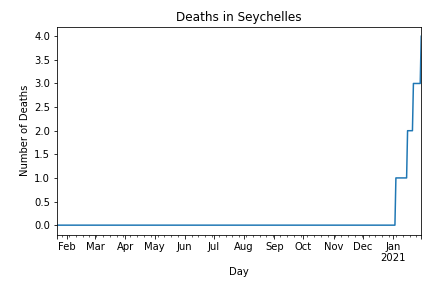 Deaths in Seychelles
4.0
3.5
3.0
2.5
2.0
1.5
1.0
0.5
0.0
Number of Deaths
Feb Mar Apr May Jun Jul Aug Sep Oct Nov Dec Jan
2021
Day